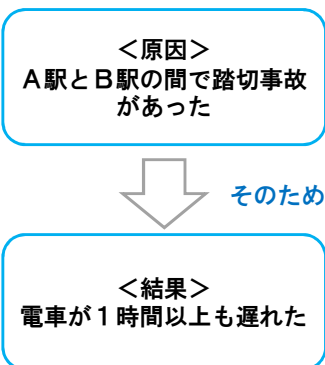 ＜原因＞
Ａ駅とＢ駅の間で踏切事故
があった
そのため
＜結果＞
電車が１時間以上も遅れた